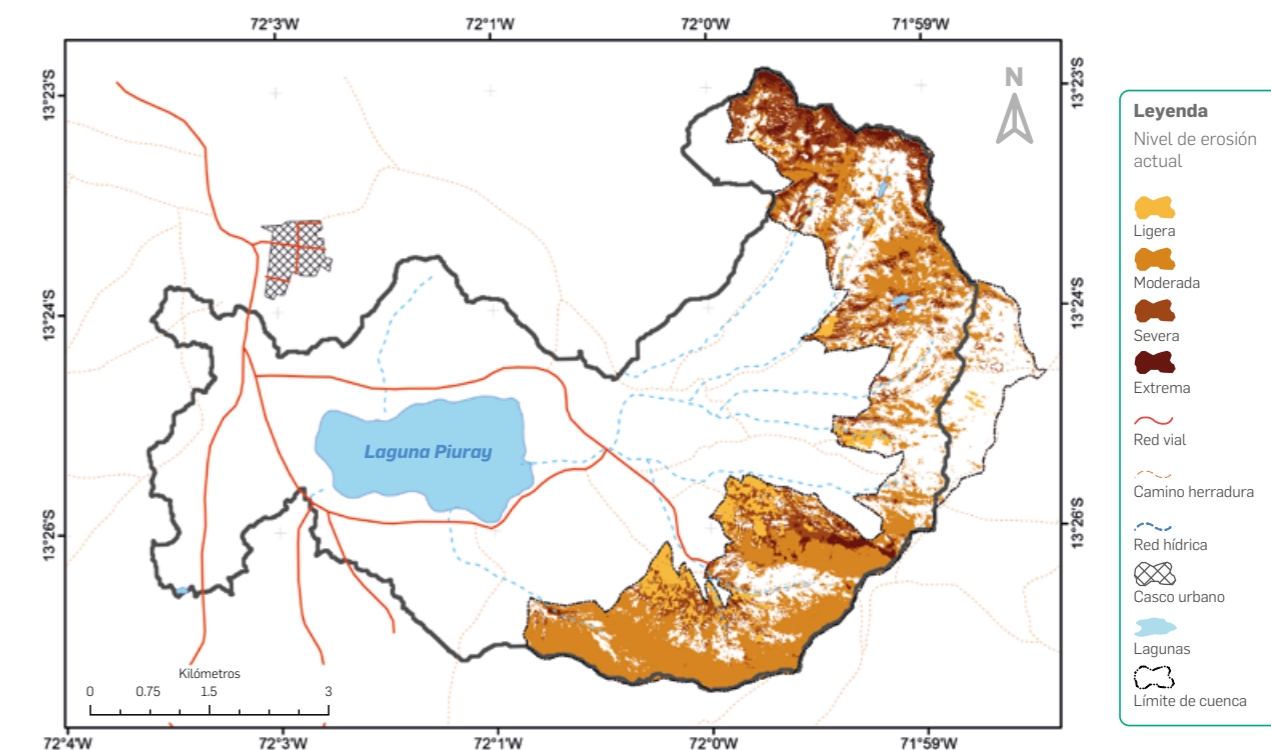 72°3'W 72°1'W 72°0'W 71°59'W
13°23'S
13°24'S
13°26'S
N
13°23'S
13°24'S
13°26'S
Laguna Piuray
Kilómetros
0 0.75 1.5 3
72°4'W 72°3'W 72°1'W 72°0'W 71°59'W
Leyenda
Nivel de erosión
actual
Ligera
Moderada
Severa
Extrema
Red vial
Camino herradura
Red hídrica
Casco urbano
Lagunas
Límite de cuenca